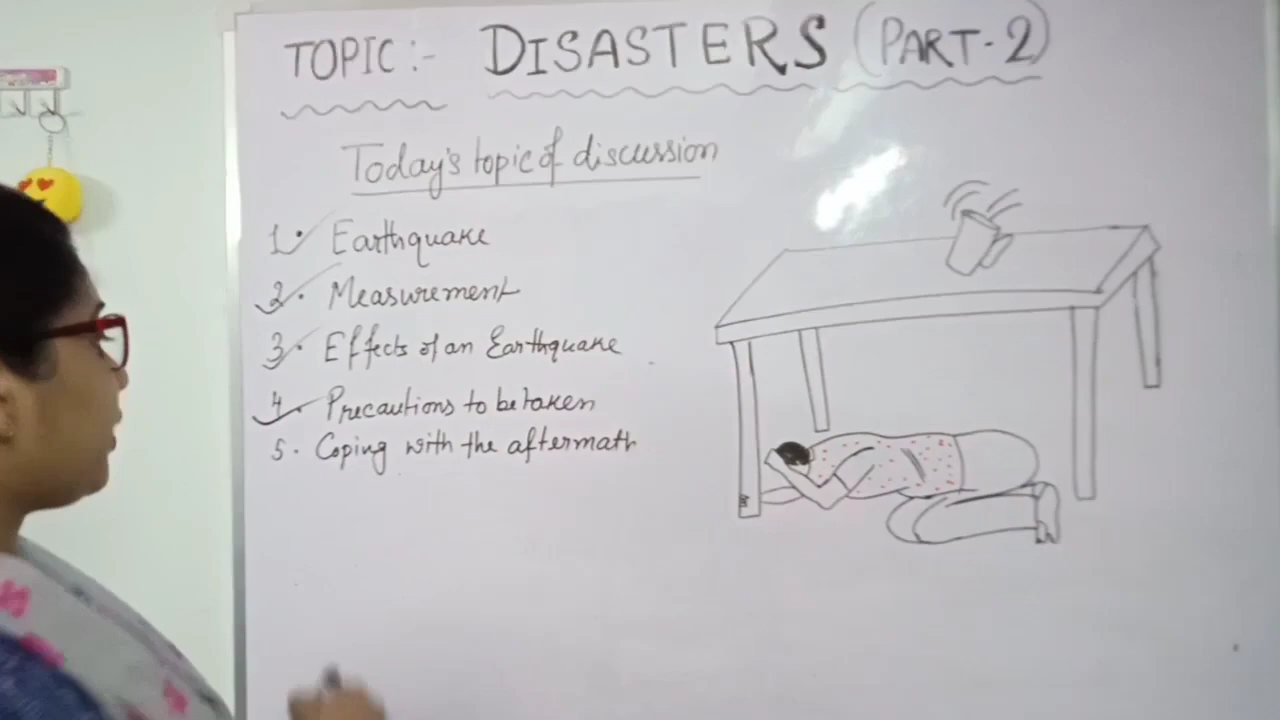 TOPIC:- DISASTERS (PART-2)
Today's topic of discussion
1. Earthquake
2. Measurement
3. Effects of an Earthquake
4. Precautions to be taken
5. Coping with the aftermath